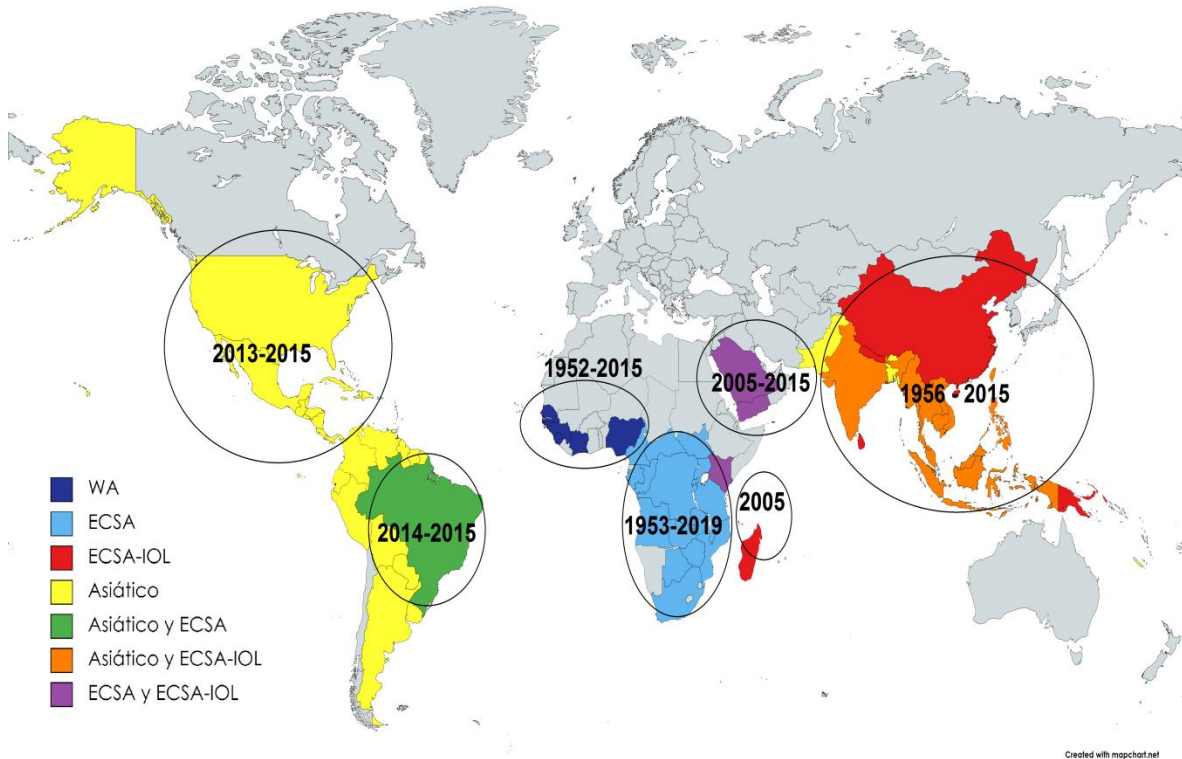 2013-2015
1952-2015
2005-2015
1956 - 2015
2014-2015
1953-2019
2005
WA
ECSA
ECSA-IOL
Asiático
Asiático y ECSA
Asiático y ECSA-IOL
ECSA y ECSA-IOL
Created with mapchart.net